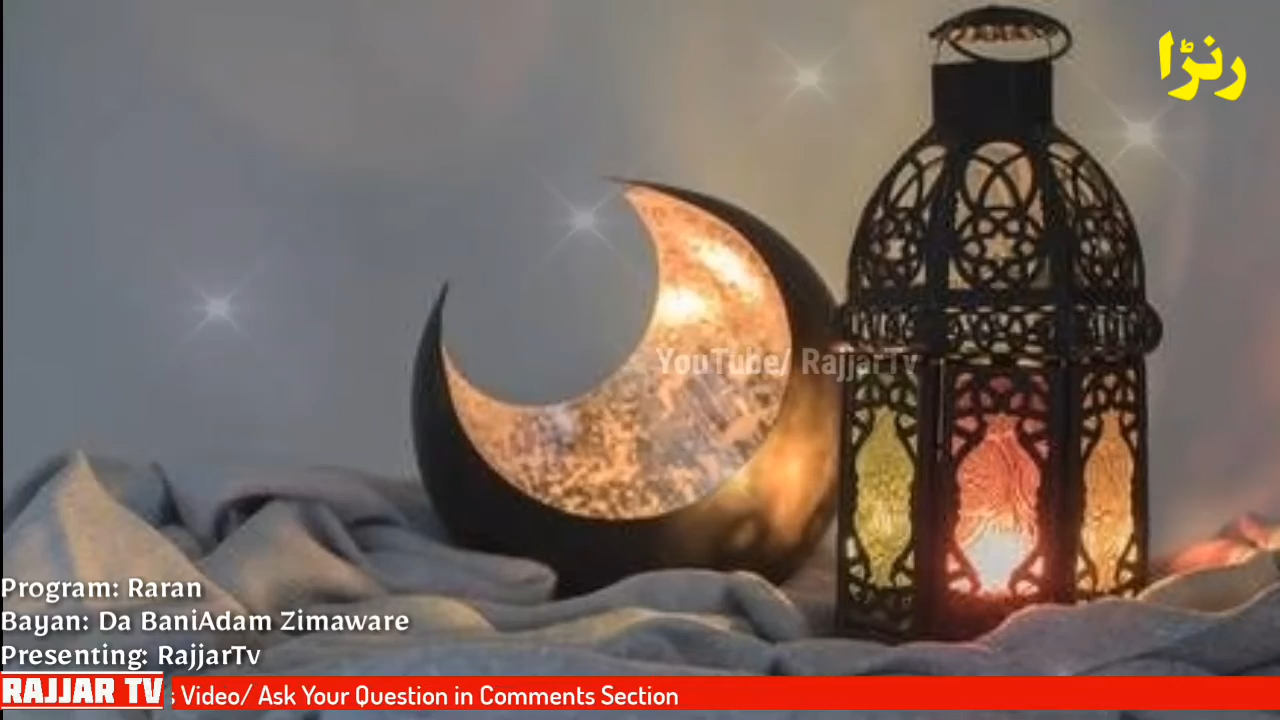 رنڑا
YouTube/ RajjarTv
Program: Raran
Bayan: Da BaniAdam Zimaware
Presenting: RajjarTv
RAJJAR TV
Video/ Ask Your Question in Comments Section